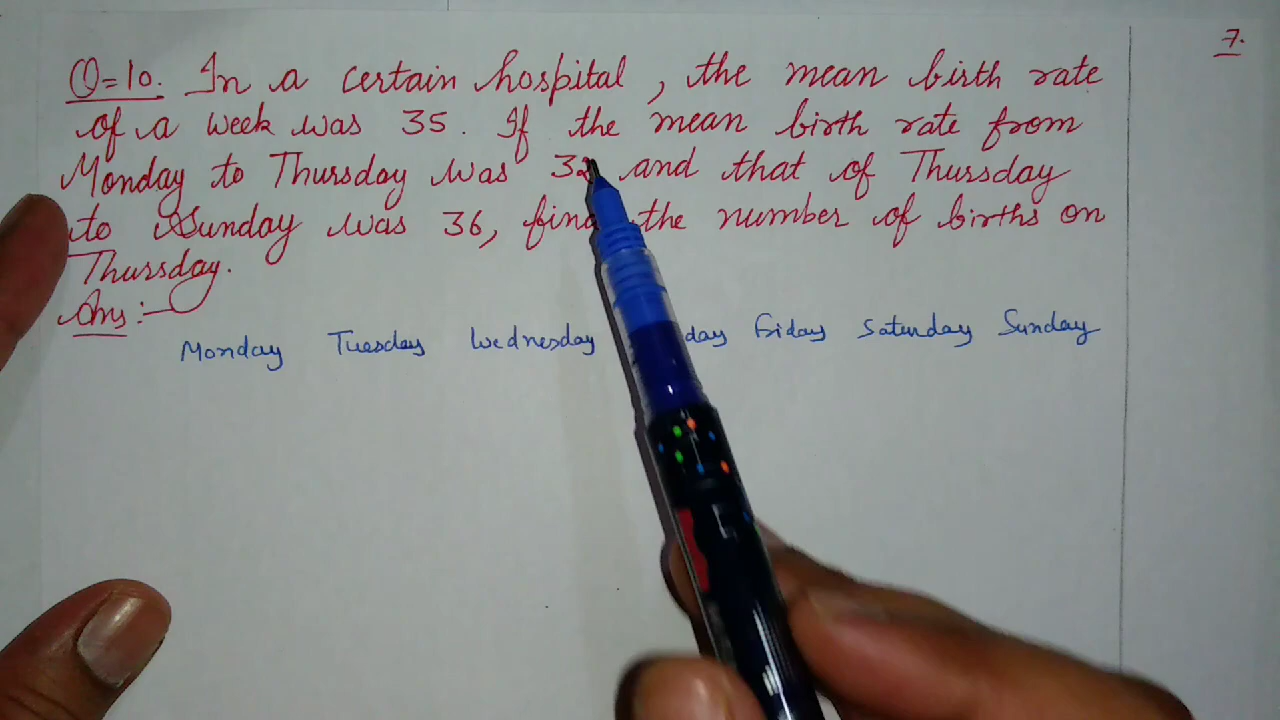 7.
Q=10. In a certain hospital, the mean birth rate
of a week was 35. If the mean birth rate from
Monday to Thursday was 32 and that of Thursday
to Sunday was 36, find the number of births on
Thursday.
Ans:-
Monday Tuesday Wednesday day Friday Saturday Sunday